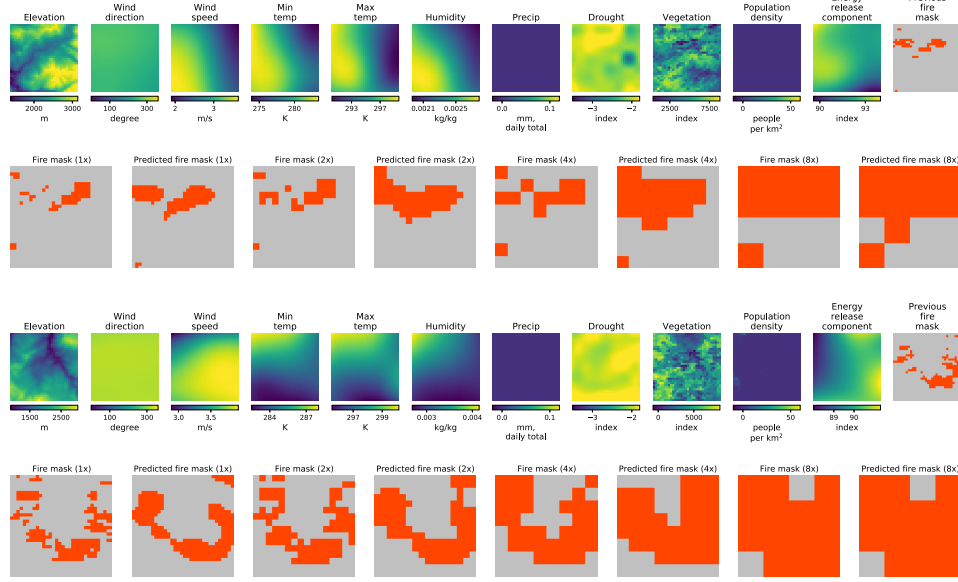 Elevation Wind direction Wind speed Min temp Max temp Humidity Precip Drought Vegetation Population density Energy release component Previous fire mask
2000 3000 100 300 2 3 275 280 293 297 0.0021 0.0025 0.0 0.1 −3 −2 2500 7500 0 50 90 93
m degree m/s K K kg/kg mm, daily total index index people per km² index
Fire mask (1x) Predicted fire mask (1x) Fire mask (2x) Predicted fire mask (2x) Fire mask (4x) Predicted fire mask (4x) Fire mask (8x) Predicted fire mask (8x)
Elevation Wind direction Wind speed Min temp Max temp Humidity Precip Drought Vegetation Population density Energy release component Previous fire mask
1500 2500 100 300 3.0 3.5 284 287 297 299 0.003 0.004 0.0 0.1 −3 −2 0 5000 0 50 89 90
m degree m/s K K kg/kg mm, daily total index index people per km² index
Fire mask (1x) Predicted fire mask (1x) Fire mask (2x) Predicted fire mask (2x) Fire mask (4x) Predicted fire mask (4x) Fire mask (8x) Predicted fire mask (8x)